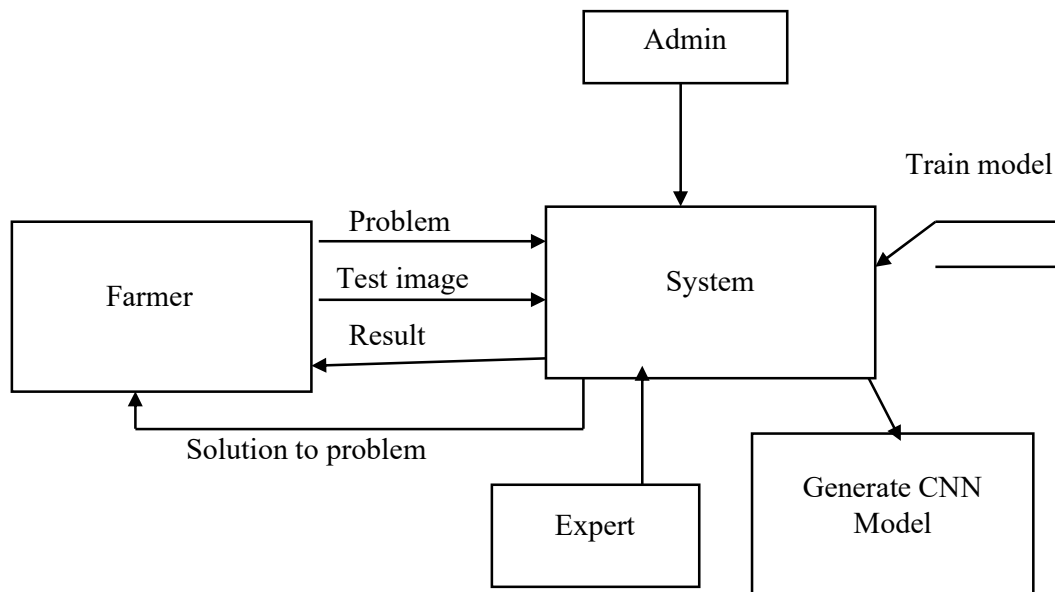 Admin
Train model
Problem
Farmer
Test image
System
Result
Solution to problem
Generate CNN
Model
Expert